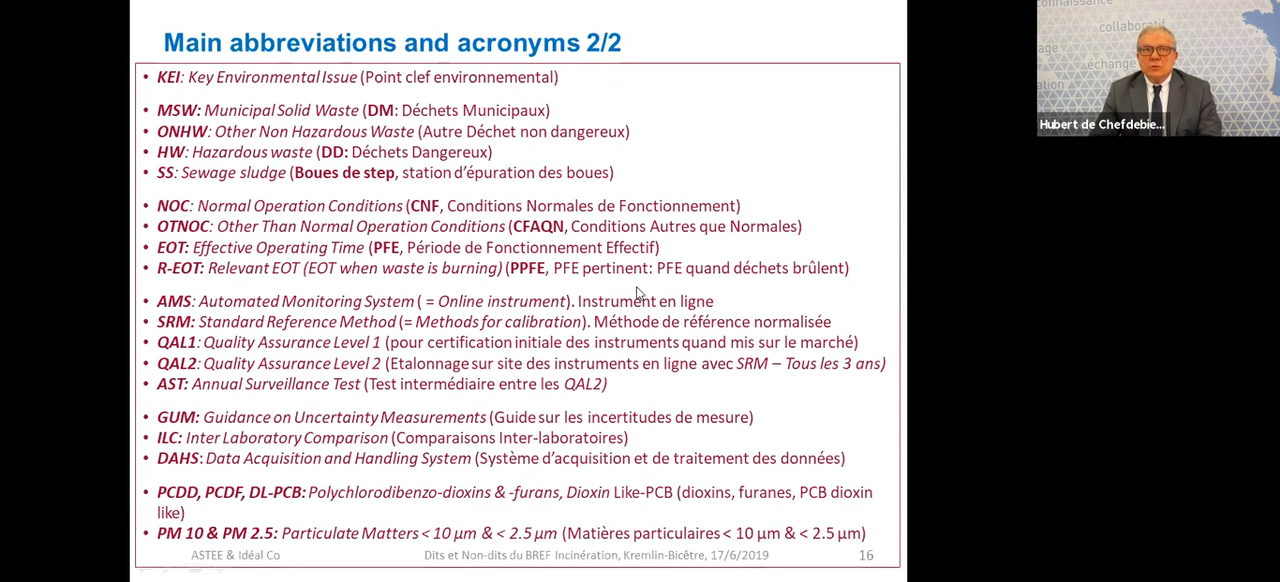 Main abbreviations and acronyms 2/2
• KEI: Key Environmental Issue (Point clef environnemental)
• MSW: Municipal Solid Waste (DM: Déchets Municipaux)
• ONHW: Other Non Hazardous Waste (Autre Déchet non dangereux)
• HW: Hazardous waste (DD: Déchets Dangereux)
• SS: Sewage sludge (Boues de step, station d'épuration des boues)
• NOC: Normal Operation Conditions (CNF, Conditions Normales de Fonctionnement)
• OTNOC: Other Than Normal Operation Conditions (CFAQN, Conditions Autres que Normales)
• EOT: Effective Operating Time (PFE, Période de Fonctionnement Effectif)
• R-EOT: Relevant EOT (EOT when waste is burning) (PPFE, PFE pertinent: PFE quand déchets brûlent)
• AMS: Automated Monitoring System ( = Online instrument). Instrument en ligne
• SRM: Standard Reference Method (= Methods for calibration). Méthode de référence normalisée
• QAL1: Quality Assurance Level 1 (pour certification initiale des instruments quand mis sur le marché)
• QAL2: Quality Assurance Level 2 (Etalonnage sur site des instruments en ligne avec SRM – Tous les 3 ans)
• AST: Annual Surveillance Test (Test intermédiaire entre les QAL2)
• GUM: Guidance on Uncertainty Measurements (Guide sur les incertitudes de mesure)
• ILC: Inter Laboratory Comparison (Comparaisons Inter-laboratoires)
• DAHS: Data Acquisition and Handling System (Système d'acquisition et de traitement des données)
• PCDD, PCDF, DL-PCB: Polychlorodibenzo-dioxins & -furans, Dioxin Like-PCB (dioxins, furanes, PCB dioxin
like)
• PM 10 & PM 2.5: Particulate Matters < 10 µm & < 2.5 µm (Matières particulaires < 10 µm & < 2.5 µm)
ASTEE & Idéal Co Dits et Non-dits du BREF Incinération, Kremlin-Bicêtre, 17/6/2019 16
connaissance
collaboratif
échange
Hubert de Chefdebie...